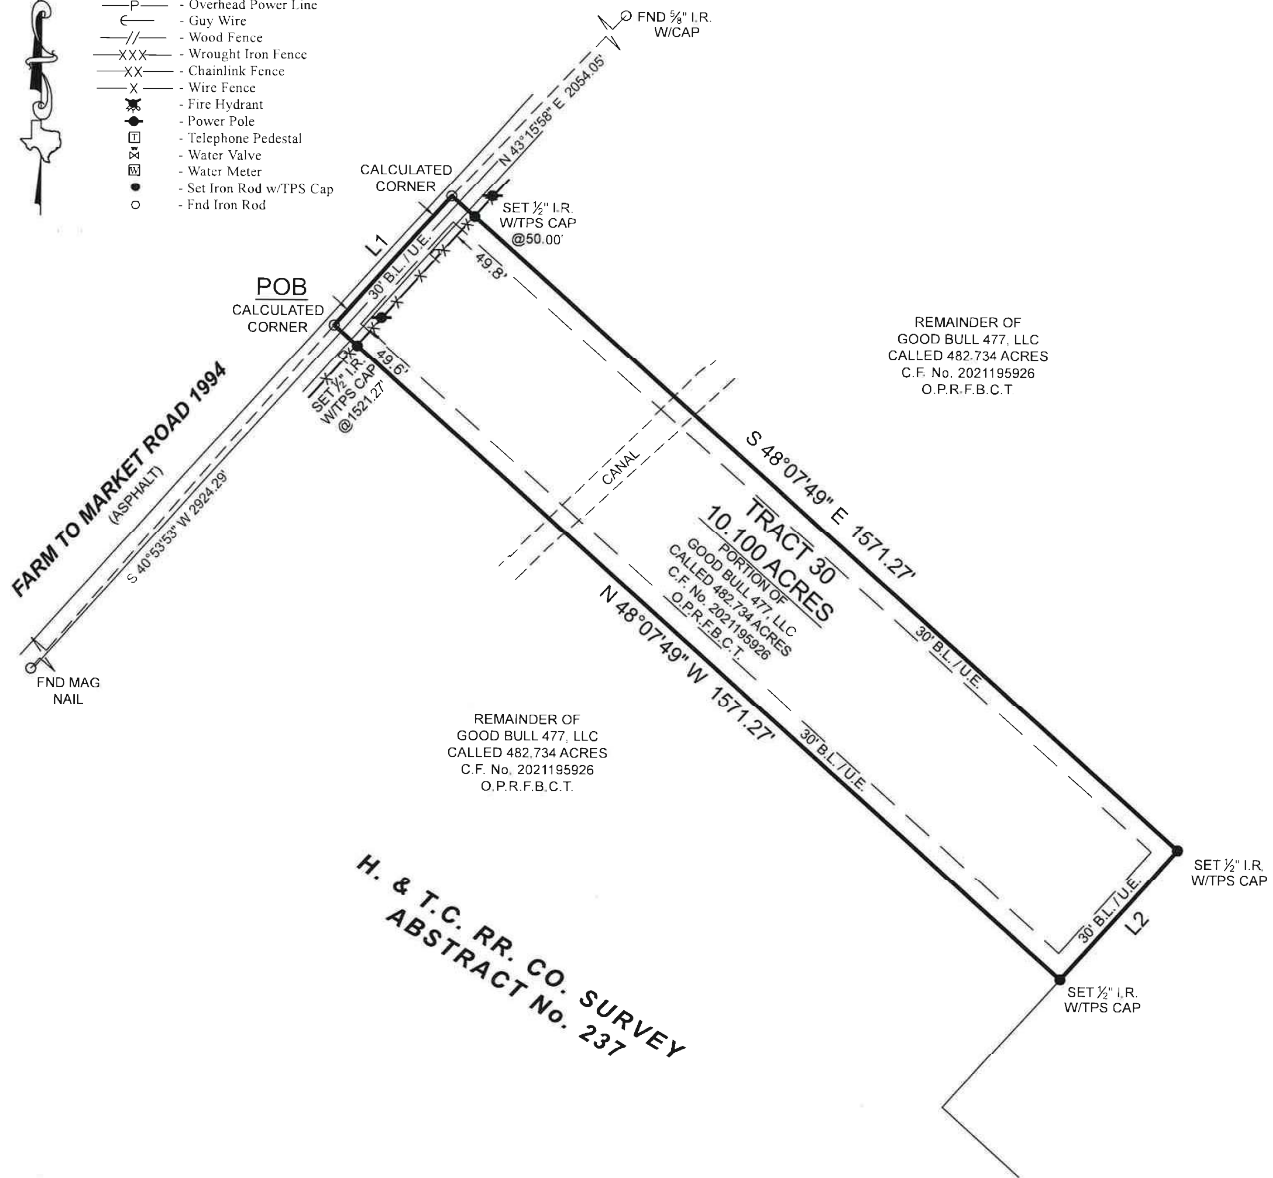 P - Overhead Power Line
- Guy Wire
// - Wood Fence
XXX - Wrought Iron Fence
XX - Chainlink Fence
X - Wire Fence
- Fire Hydrant
- Power Pole
T - Telephone Pedestal
- Water Valve
W - Water Meter
- Set Iron Rod w/TPS Cap
- Fnd Iron Rod
FND ⅝" I.R.
W/CAP
N 43°15'58" E 2054.05'
CALCULATED
CORNER
SET ½" I.R.
W/TPS CAP
@50.00'
L1
30' B.L. / U.E.
49.8'
POB
CALCULATED
CORNER
49.6'
SET ½" I.R.
W/TPS CAP
@1521.27'
REMAINDER OF
GOOD BULL 477, LLC
CALLED 482.734 ACRES
C.F. No. 2021195926
O.P.R.F.B.C.T
FARM TO MARKET ROAD 1994
(ASPHALT)
S 40°53'53" W 2924.29'
CANAL
S 48°07'49" E 1571.27'
TRACT 30
10.100 ACRES
PORTION OF
GOOD BULL 477, LLC
CALLED 482.734 ACRES
C.F. No. 2021195926
O.P.R.F.B.C.T.
N 48°07'49" W 1571.27'
30' B.L. / U.E.
FND MAG
NAIL
REMAINDER OF
GOOD BULL 477, LLC
CALLED 482.734 ACRES
C.F. No. 2021195926
O.P.R.F.B.C.T.
30' B.L. / U.E.
SET ½" I.R.
W/TPS CAP
30' B.L. / U.E.
L2
SET ½" I.R.
W/TPS CAP
H. & T.C. RR. CO. SURVEY
ABSTRACT No. 237